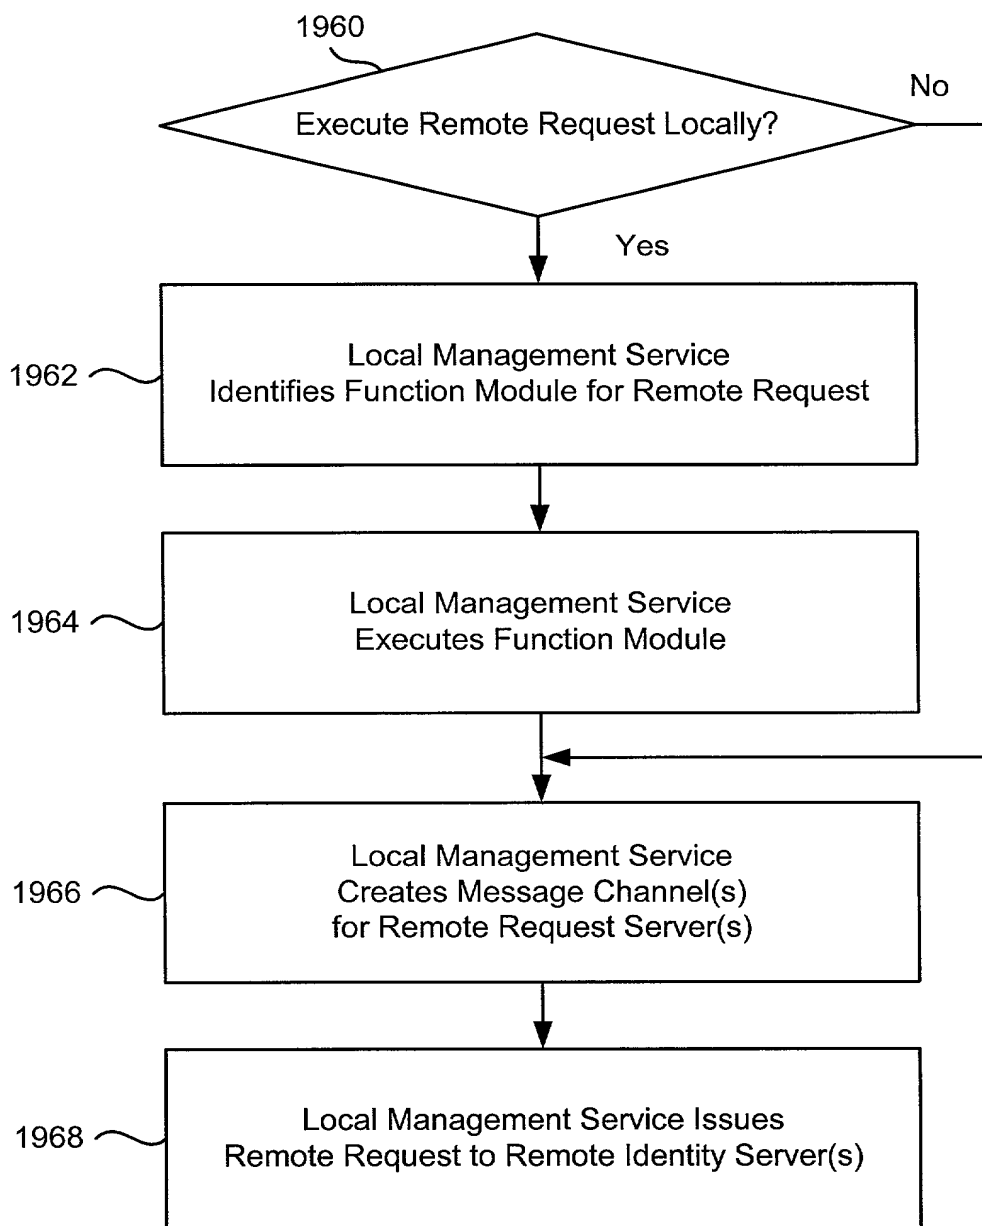 1960
No
Execute Remote Request Locally?
Yes
Local Management Service
1962
Identifies Function Module for Remote Request
Local Management Service
1964
Executes Function Module
Local Management Service
1966
Creates Message Channel(s)
for Remote Request Server(s)
Local Management Service Issues
1968
Remote Request to Remote Identity Server(s)